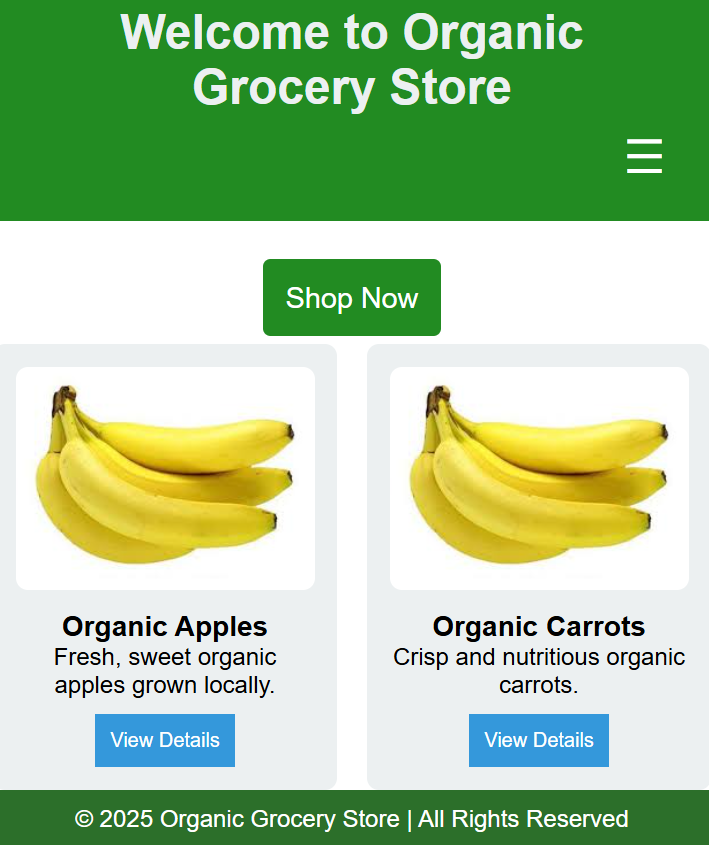 Welcome to Organic
Grocery Store
☰
Shop Now
Organic Apples
Fresh, sweet organic
apples grown locally.
View Details
Organic Carrots
Crisp and nutritious organic
carrots.
View Details
© 2025 Organic Grocery Store | All Rights Reserved